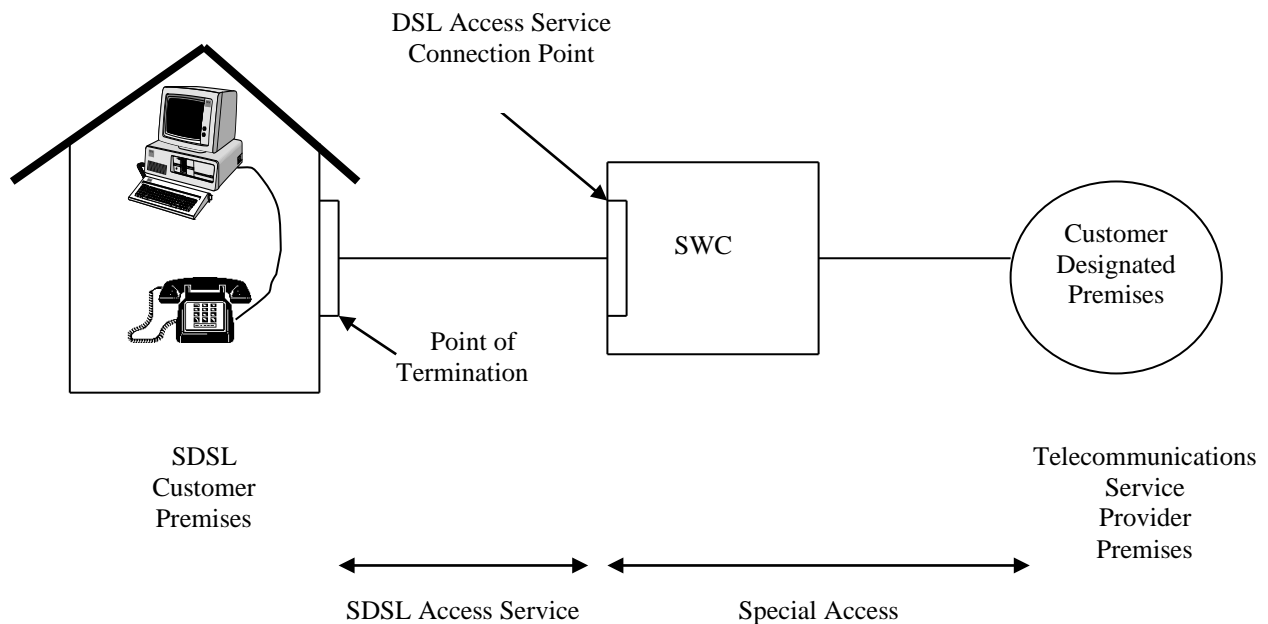 DSL Access Service
Connection Point
SWC
Customer
Designated
Premises
Point of
Termination
SDSL
Customer
Premises
Telecommunications
Service
Provider
Premises
SDSL Access Service
Special Access